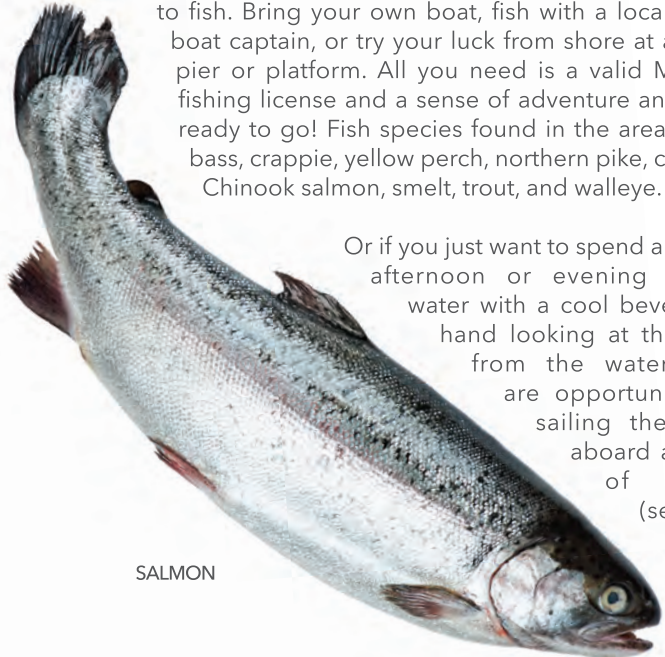 to fish. Bring your own boat, fish with a loca
boat captain, or try your luck from shore at a
pier or platform. All you need is a valid M
fishing license and a sense of adventure an
ready to go! Fish species found in the area
bass, crappie, yellow perch, northern pike, c
Chinook salmon, smelt, trout, and walleye.
Or if you just want to spend a
afternoon or evening
water with a cool beve
hand looking at th
from the water
are opportun
sailing the
aboard a
of
(se
SALMON